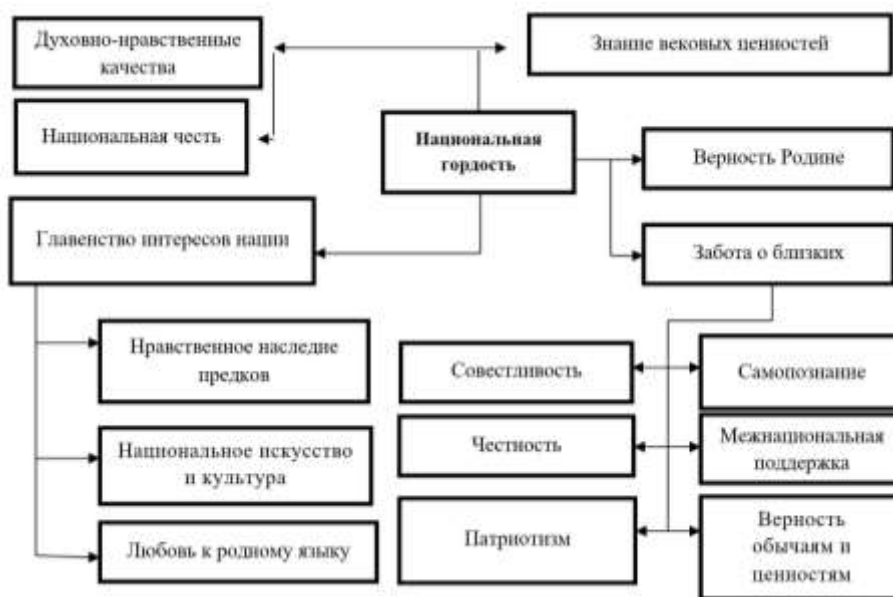 Духовно-нравственные
качества
Знание вековых ценностей
Национальная честь
Национальная
гордость
Верность Родине
Главенство интересов нации
Забота о близких
Нравственное наследие
предков
Совестливость
Самопознание
Национальное искусство
и культура
Честность
Межнациональная
поддержка
Любовь к родному языку
Патриотизм
Верность
обычаям и
ценностям